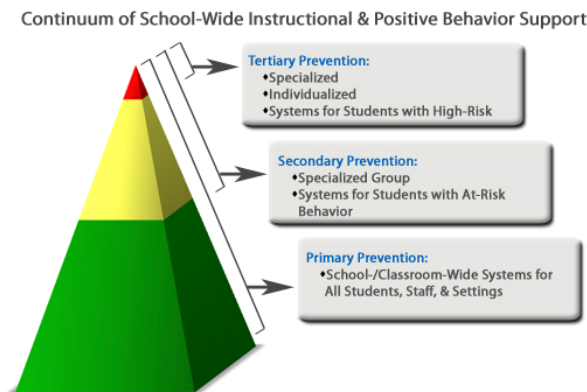 Continuum of School-Wide Instructional & Positive Behavior Support
Tertiary Prevention:
♦Specialized
♦Individualized
♦Systems for Students with High-Risk
Secondary Prevention:
♦Specialized Group
♦Systems for Students with At-Risk
Behavior
Primary Prevention:
♦School-/Classroom-Wide Systems for
All Students, Staff, & Settings